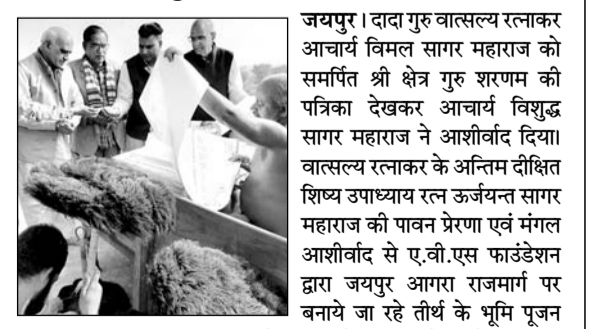 जयपुर। दादा गुरु वात्सल्य रत्नाकर
आचार्य विमल सागर महाराज को
समर्पित श्री क्षेत्र गुरु शरणम की
पत्रिका देखकर आचार्य विशुद्ध
सागर महाराज ने आशीर्वाद दिया।
वात्सल्य रत्नाकर के अन्तिम दीक्षित
शिष्य उपाध्याय रत्न ऊर्जयन्त सागर
महाराज की पावन प्रेरणा एवं मंगल
आशीर्वाद से ए.वी.एस फाउंडेशन
द्वारा जयपुर आगरा राजमार्ग पर
बनाये जा रहे तीर्थ के भूमि पूजन